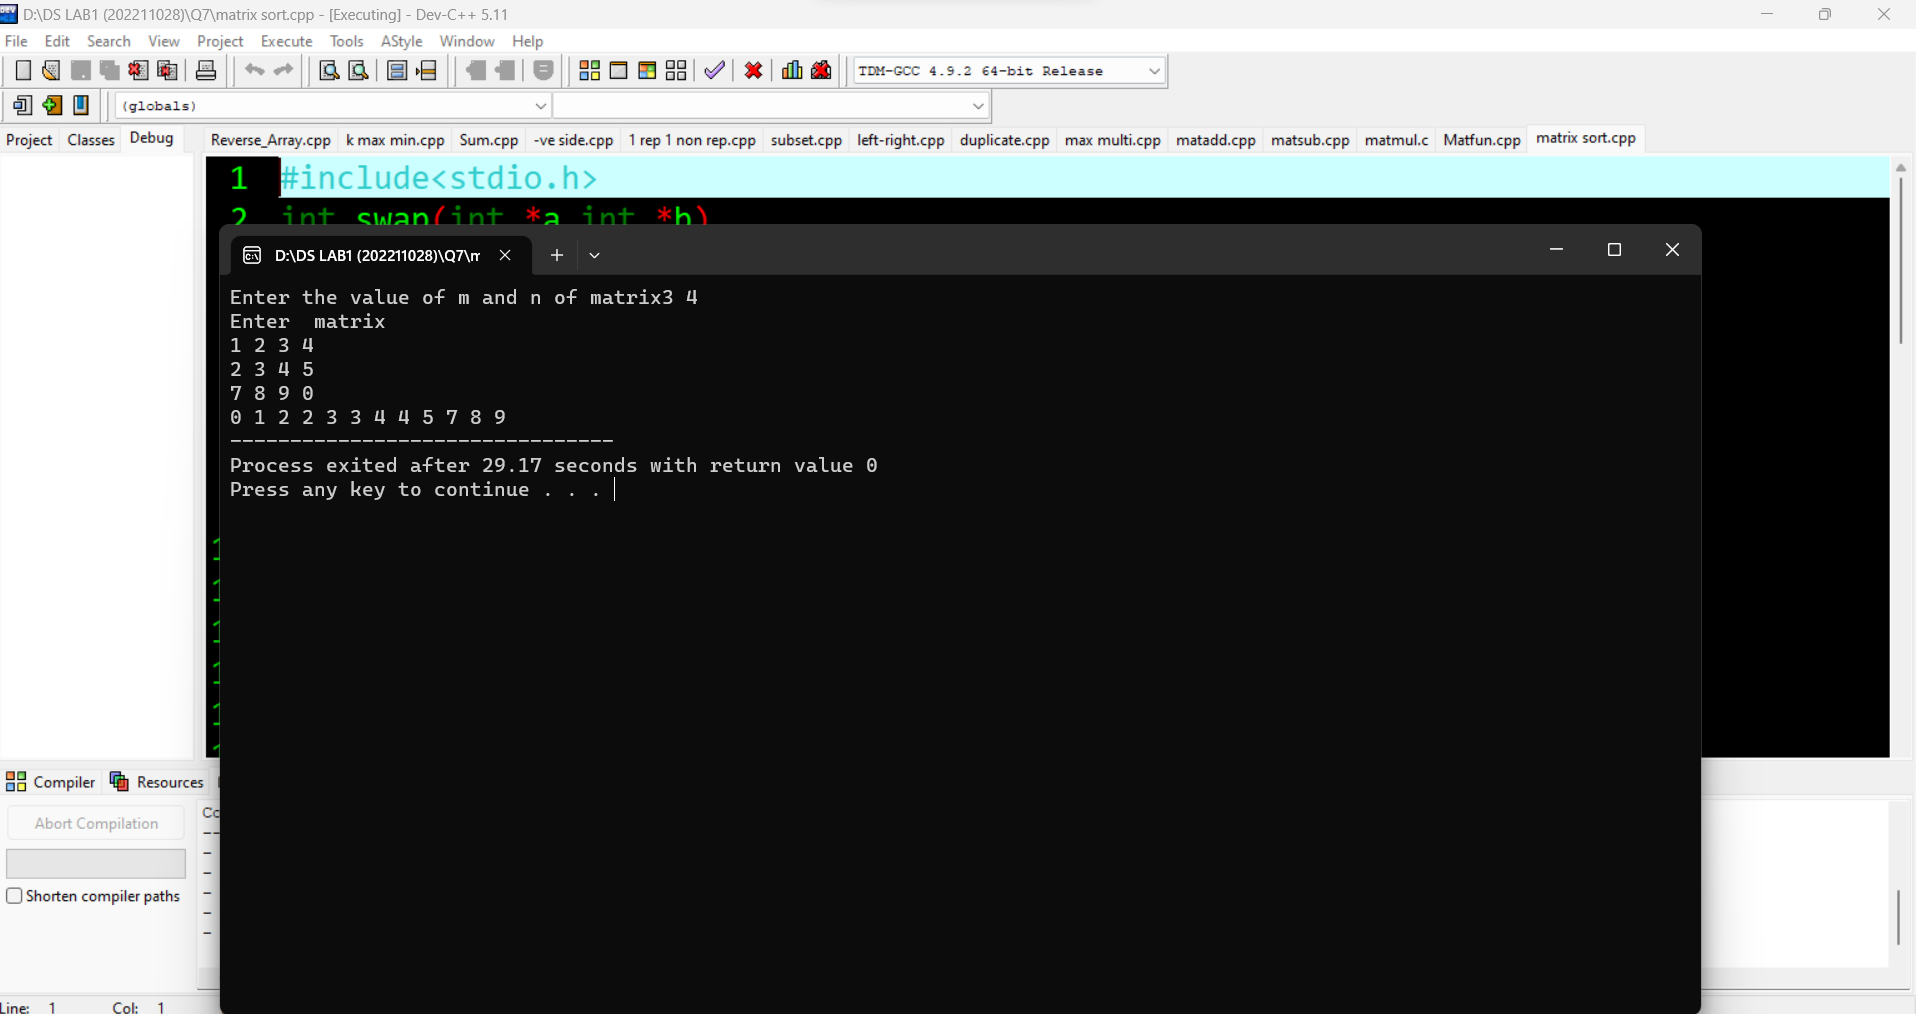 D:\DS LAB1 (202211028)\Q7\matrix sort.cpp - [Executing] - Dev-C++ 5.11
File Edit Search View Project Execute Tools AStyle Window Help
TDM-GCC 4.9.2 64-bit Release
(globals)
Project Classes Debug Reverse_Array.cpp k max min.cpp Sum.cpp -ve side.cpp 1 rep 1 non rep.cpp subset.cpp left-right.cpp duplicate.cpp max multi.cpp matadd.cpp matsub.cpp matmul.c Matfun.cpp matrix sort.cpp
1 #include<stdio.h>
2 int swap(int *a int *b)
D:\DS LAB1 (202211028)\Q7\m
Enter the value of m and n of matrix3 4
Enter  matrix
1 2 3 4
2 3 4 5
7 8 9 0
0 1 2 2 3 3 4 4 5 7 8 9
--------------------------------
Process exited after 29.17 seconds with return value 0
Press any key to continue . . .
Compiler Resources
Abort Compilation
Shorten compiler paths
Line: 1 Col: 1